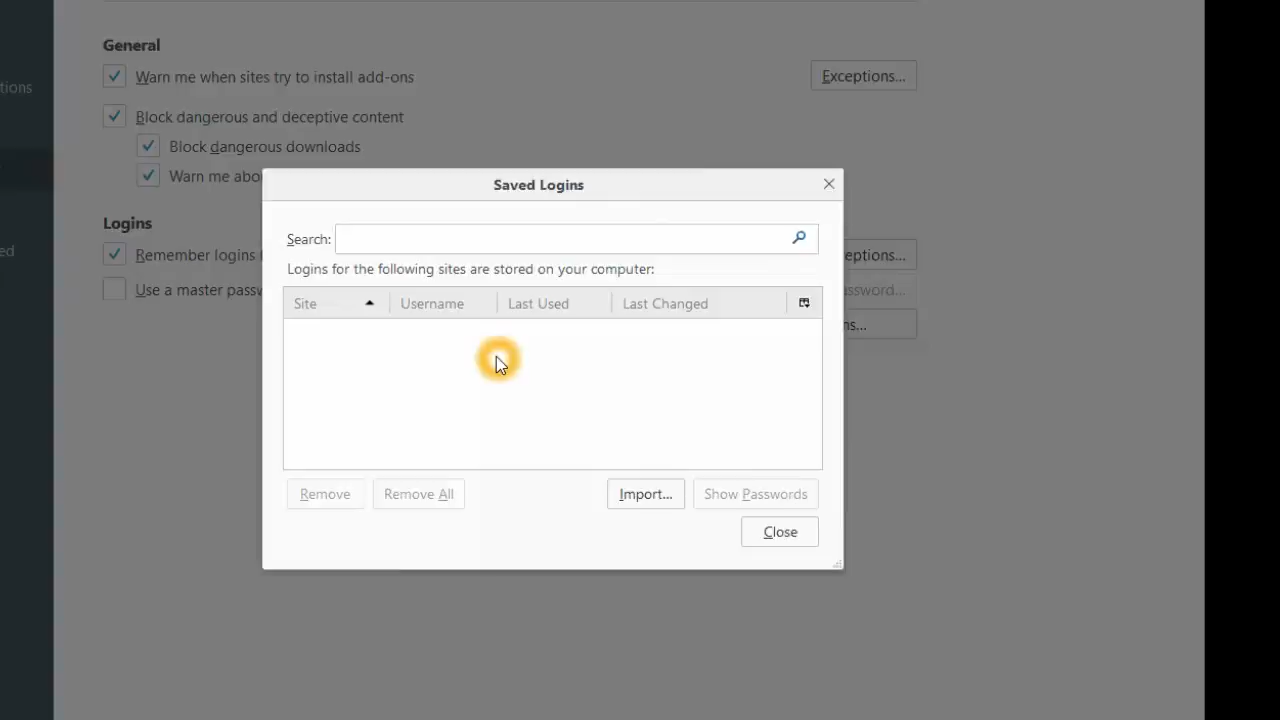 General
Warn me when sites try to install add-ons
Exceptions...
tions
Block dangerous and deceptive content
Block dangerous downloads
Warn me abo
Saved Logins
Logins
Search:
ed
Remember logins
eptions...
Logins for the following sites are stored on your computer:
Use a master passw
ssword...
Site Username Last Used Last Changed
ns...
Remove Remove All Import... Show Passwords
Close